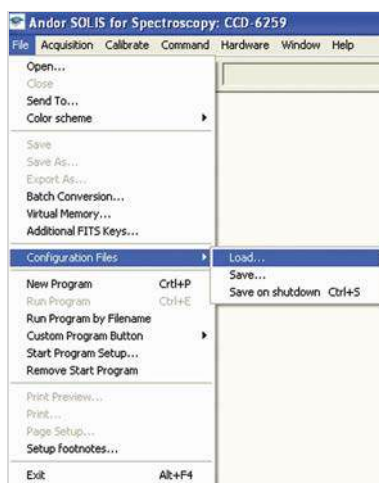 Andor SOLIS for Spectroscopy: CCD-6259
File Acquisition Calibrate Command Hardware Window Help
Open...
Close
Send To...
Color scheme
Save
Save As...
Export As...
Batch Conversion...
Virtual Memory...
Additional FITS Keys...
Configuration Files
Load...
Save...
Save on shutdown Ctrl+S
New Program Crtl+P
Run Program Ctrl+E
Run Program by Filename
Custom Program Button
Start Program Setup...
Remove Start Program
Print Preview...
Print...
Page Setup...
Setup footnotes...
Exit Alt+F4